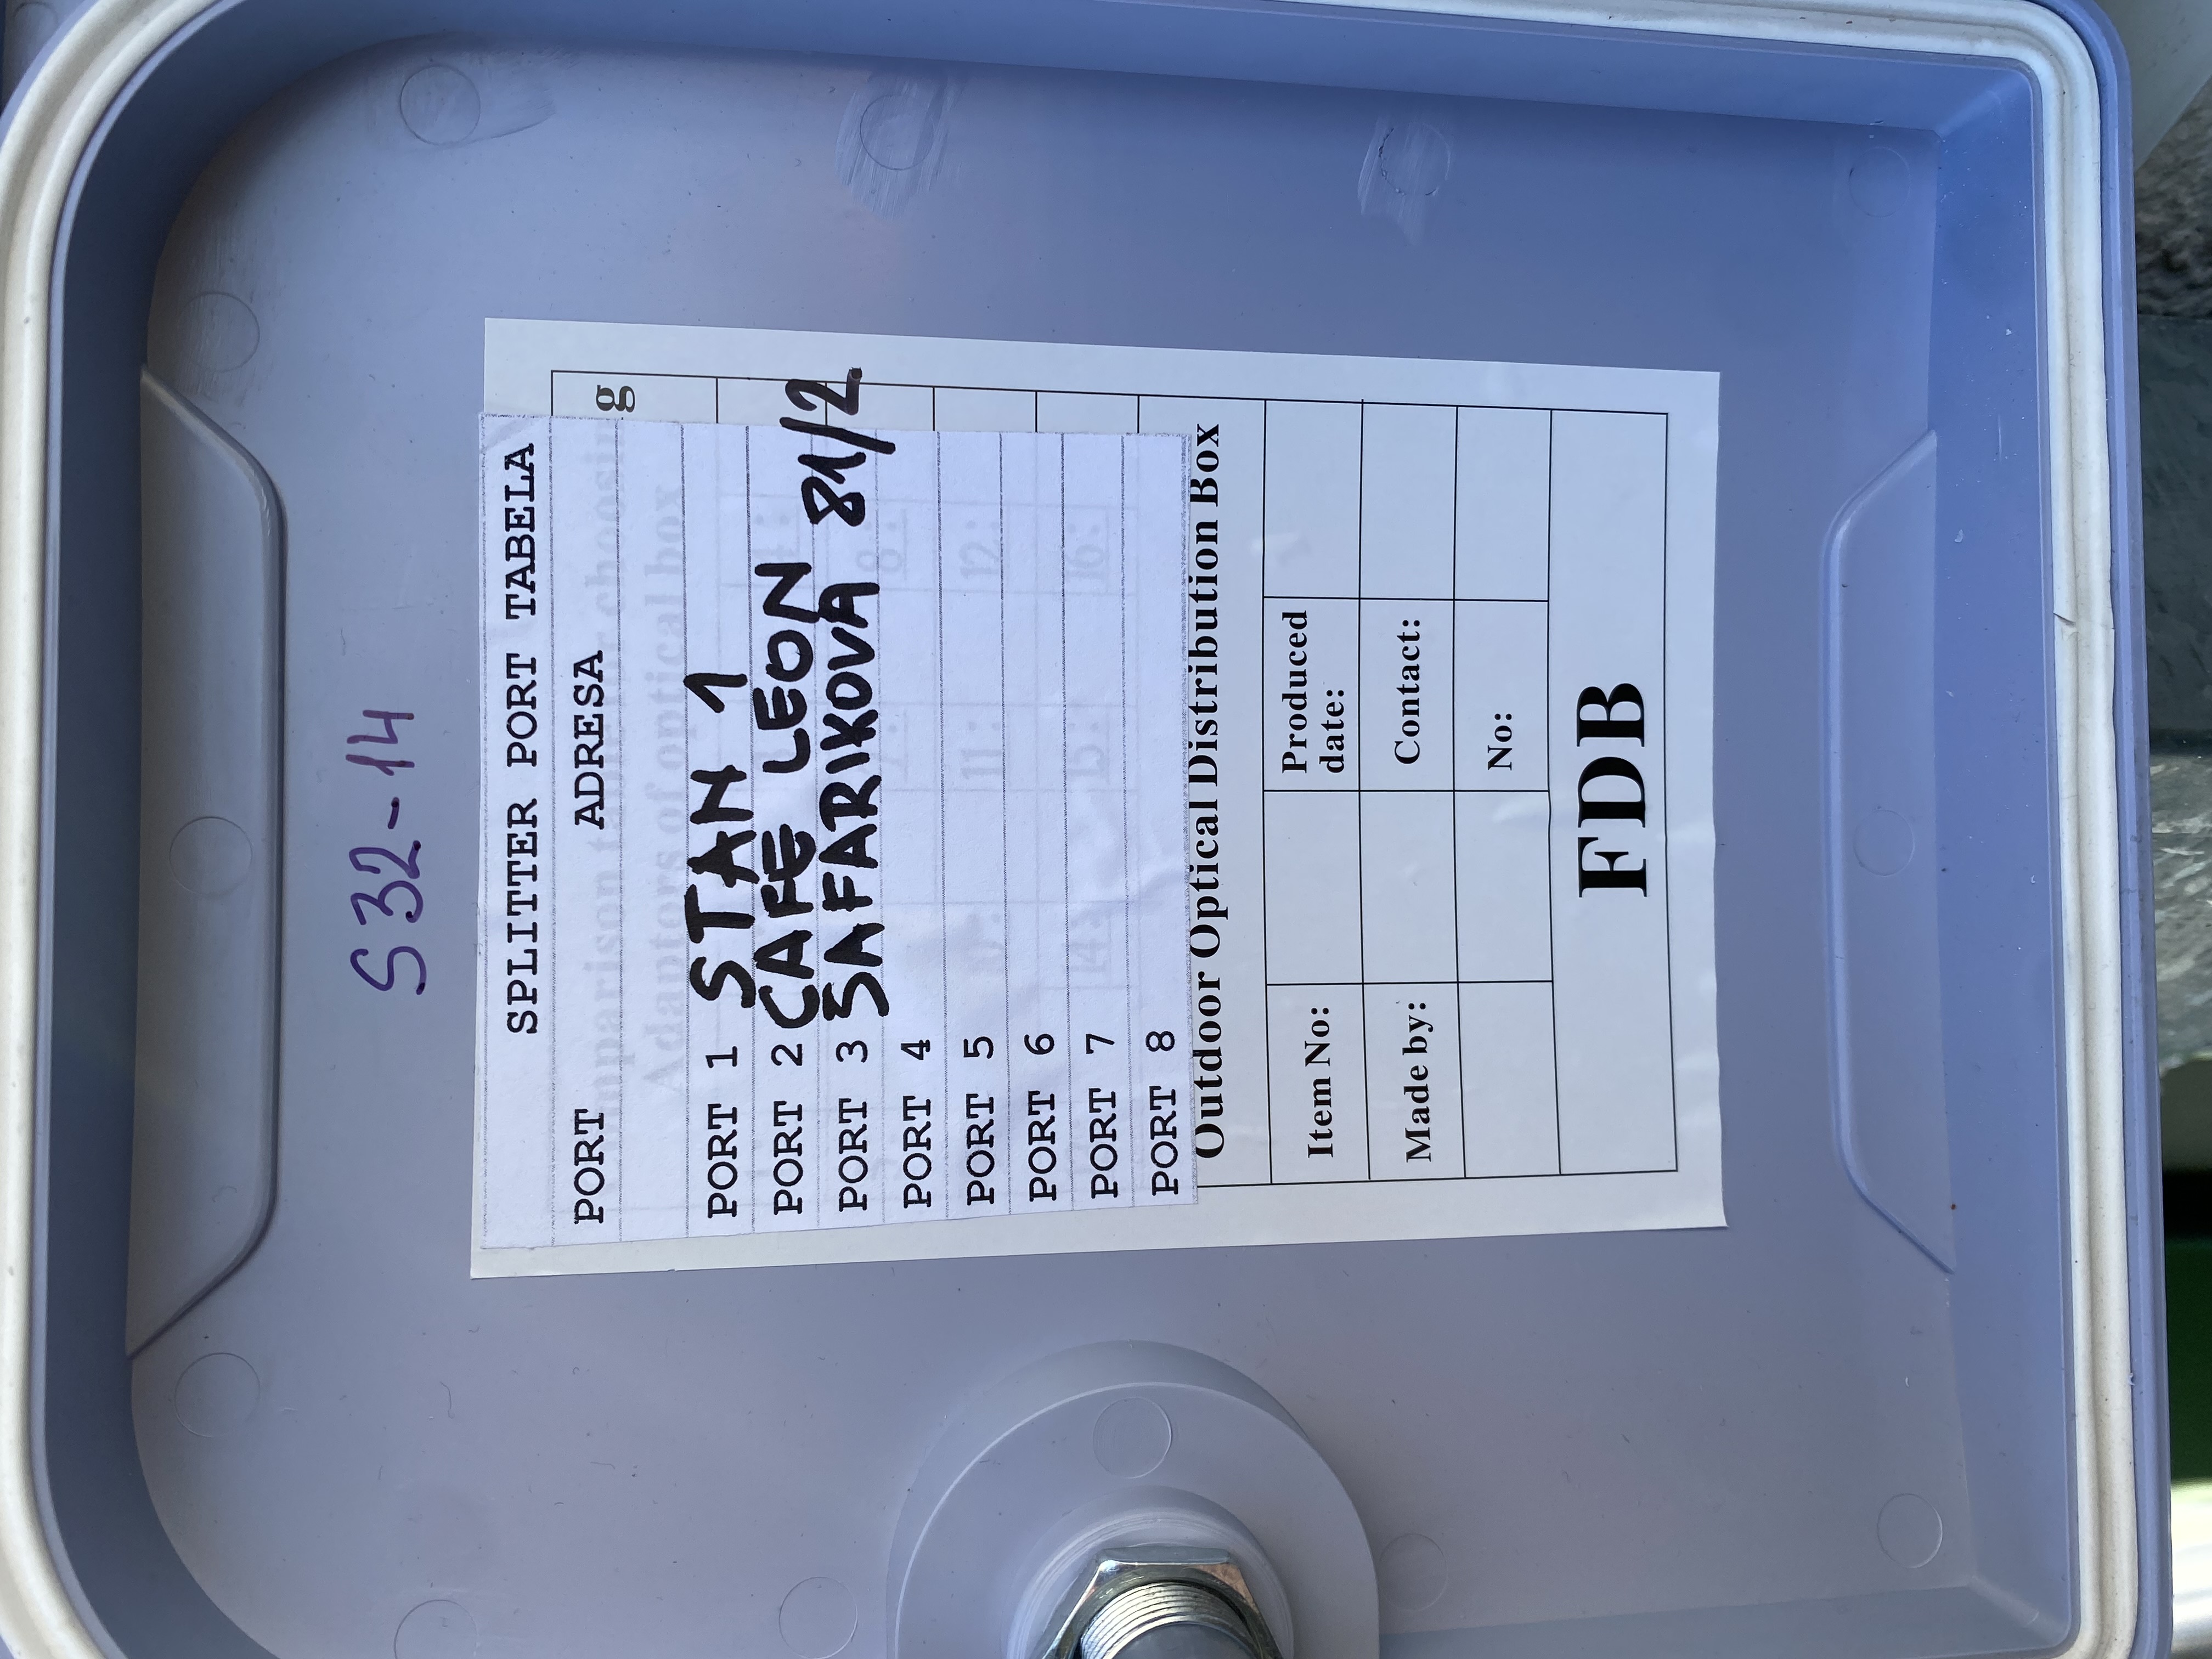 S32-14
SPLITTER PORT TABELA
PORT ADRESA
PORT 1 STAN 1
PORT 2 CAFE LEON
PORT 3 SAFARIKOVA 81/2
PORT 4
PORT 5
PORT 6
PORT 7
PORT 8
Outdoor Optical Distribution Box
Item No: Produced date:
Made by: Contact:
No:
FDB